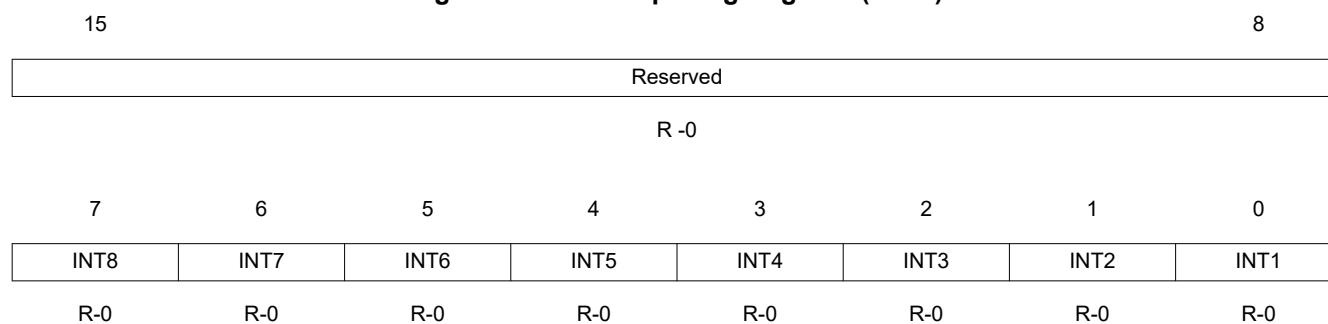 15 8
Reserved
R -0
7 6 5 4 3 2 1 0
INT8 INT7 INT6 INT5 INT4 INT3 INT2 INT1
R-0 R-0 R-0 R-0 R-0 R-0 R-0 R-0